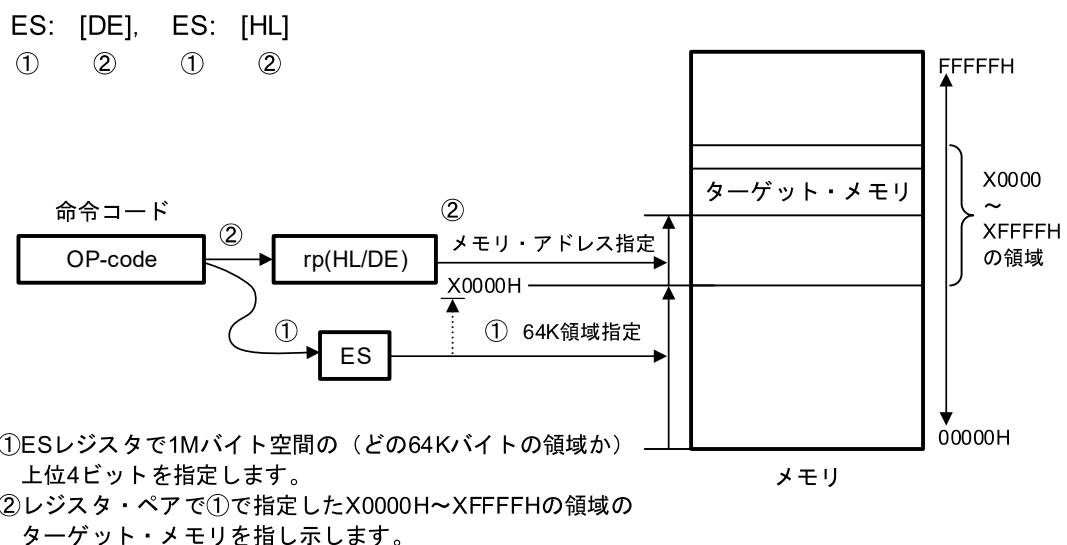 ES: [DE], ES: [HL]
① ② ① ②
FFFFFH
命令コード
②
OP-code
②
rp(HL/DE)
メモリ・アドレス指定
ターゲット・メモリ
X0000
～
XFFFFH
の領域
X0000H
①
ES
① 64K領域指定
00000H
メモリ
①ESレジスタで1Mバイト空間の（どの64Kバイトの領域か）
上位4ビットを指定します。
②レジスタ・ペアで①で指定したX0000H～XFFFFHの領域の
ターゲット・メモリを指し示します。